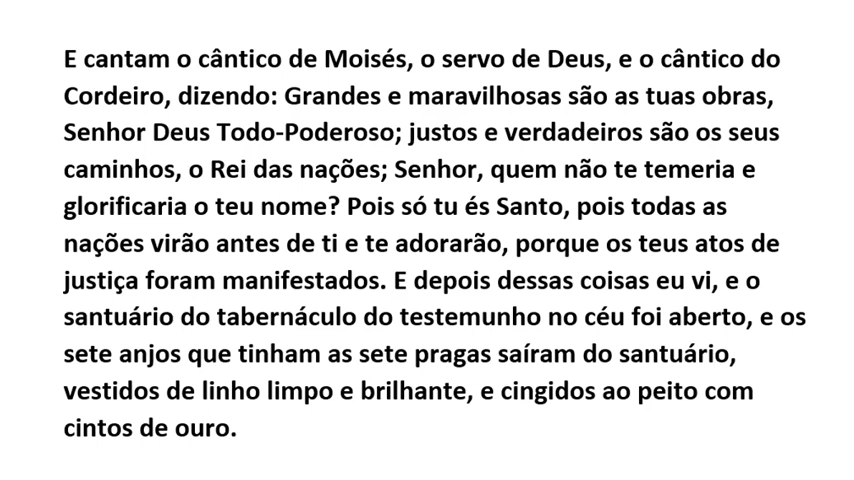 E cantam o cântico de Moisés, o servo de Deus, e o cântico do
Cordeiro, dizendo: Grandes e maravilhosas são as tuas obras,
Senhor Deus Todo-Poderoso; justos e verdadeiros são os seus
caminhos, o Rei das nações; Senhor, quem não te temeria e
glorificaria o teu nome? Pois só tu és Santo, pois todas as
nações virão antes de ti e te adorarão, porque os teus atos de
justiça foram manifestados. E depois dessas coisas eu vi, e o
santuário do tabernáculo do testemunho no céu foi aberto, e os
sete anjos que tinham as sete pragas saíram do santuário,
vestidos de linho limpo e brilhante, e cingidos ao peito com
cintos de ouro.